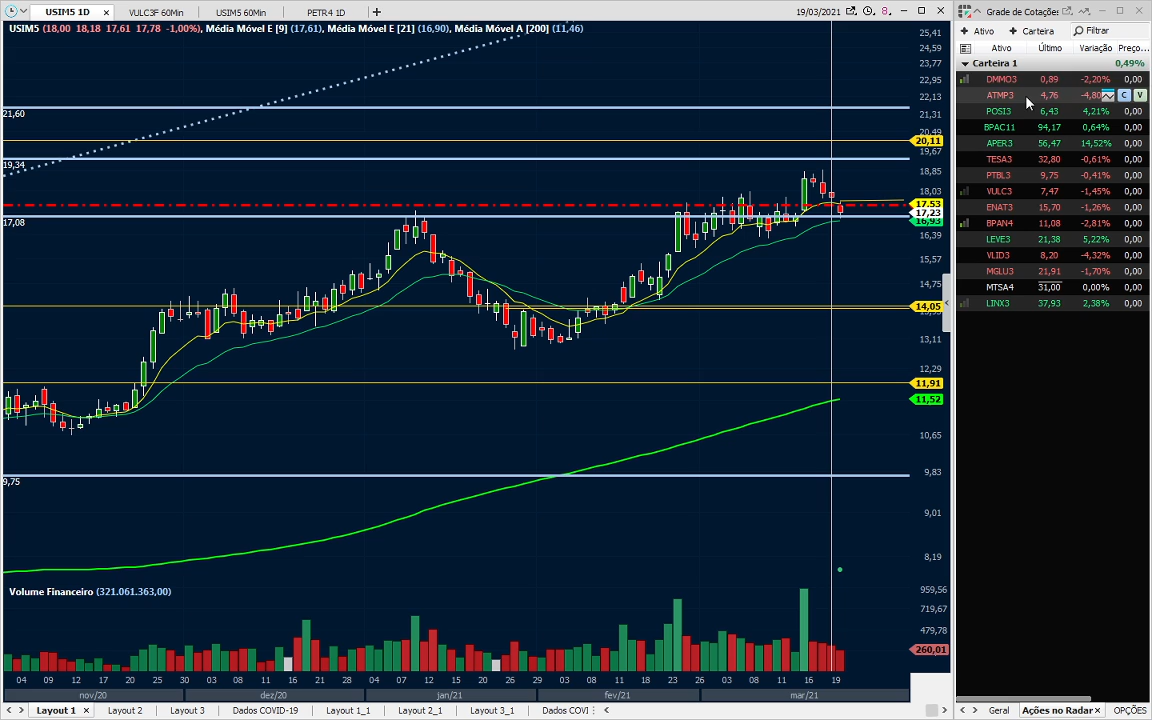 USIM5 1D × VULC3F 60Min USIM5 60Min PETR4 1D + 19/03/2021 8
USIM5 (18,00 18,18 17,61 17,78 -1,00%), Média Móvel E [9] (17,61), Média Móvel E [21] (16,90), Média Móvel A [200] (11,46)
25,41
24,59
23,77
22,95
22,13
21,60
21,31
20,49
20,11
19,67
19,34
18,85
18,03
17,53
17,23
17,08
16,93
16,39
15,57
14,75
14,05
13,11
12,29
11,91
11,52
10,65
9,83
9,75
9,01
8,19
Volume Financeiro (321.061.363,00)
959,56
719,67
479,78
260,01
04 09 12 17 20 25 30 03 08 11 16 21 28 04 07 12 15 20 26 29 03 08 11 18 23 26 03 08 11 16 19
nov/20 dez/20 jan/21 fev/21 mar/21
Layout 1 × Layout 2 Layout 3 Dados COVID-19 Layout 1_1 Layout 2_1 Layout 3_1 Dados COVI
Grade de Cotações
+ Ativo + Carteira Filtrar
Ativo Último Variação Preço...
Carteira 1 0,49%
DMMO3 0,89 -2,20% 0,00
ATMP3 4,76 -4,80 C V
POSI3 6,43 4,21% 0,00
BPAC11 94,17 0,64% 0,00
APER3 56,47 14,52% 0,00
TESA3 32,80 -0,61% 0,00
PTBL3 9,75 -0,41% 0,00
VULC3 7,47 -1,45% 0,00
ENAT3 15,70 -1,26% 0,00
BPAN4 11,08 -2,81% 0,00
LEVE3 21,38 5,22% 0,00
VLID3 8,20 -4,32% 0,00
MGLU3 21,91 -1,70% 0,00
MTSA4 31,00 0,00% 0,00
LINX3 37,93 2,38% 0,00
Geral Ações no Radar × OPÇÕES